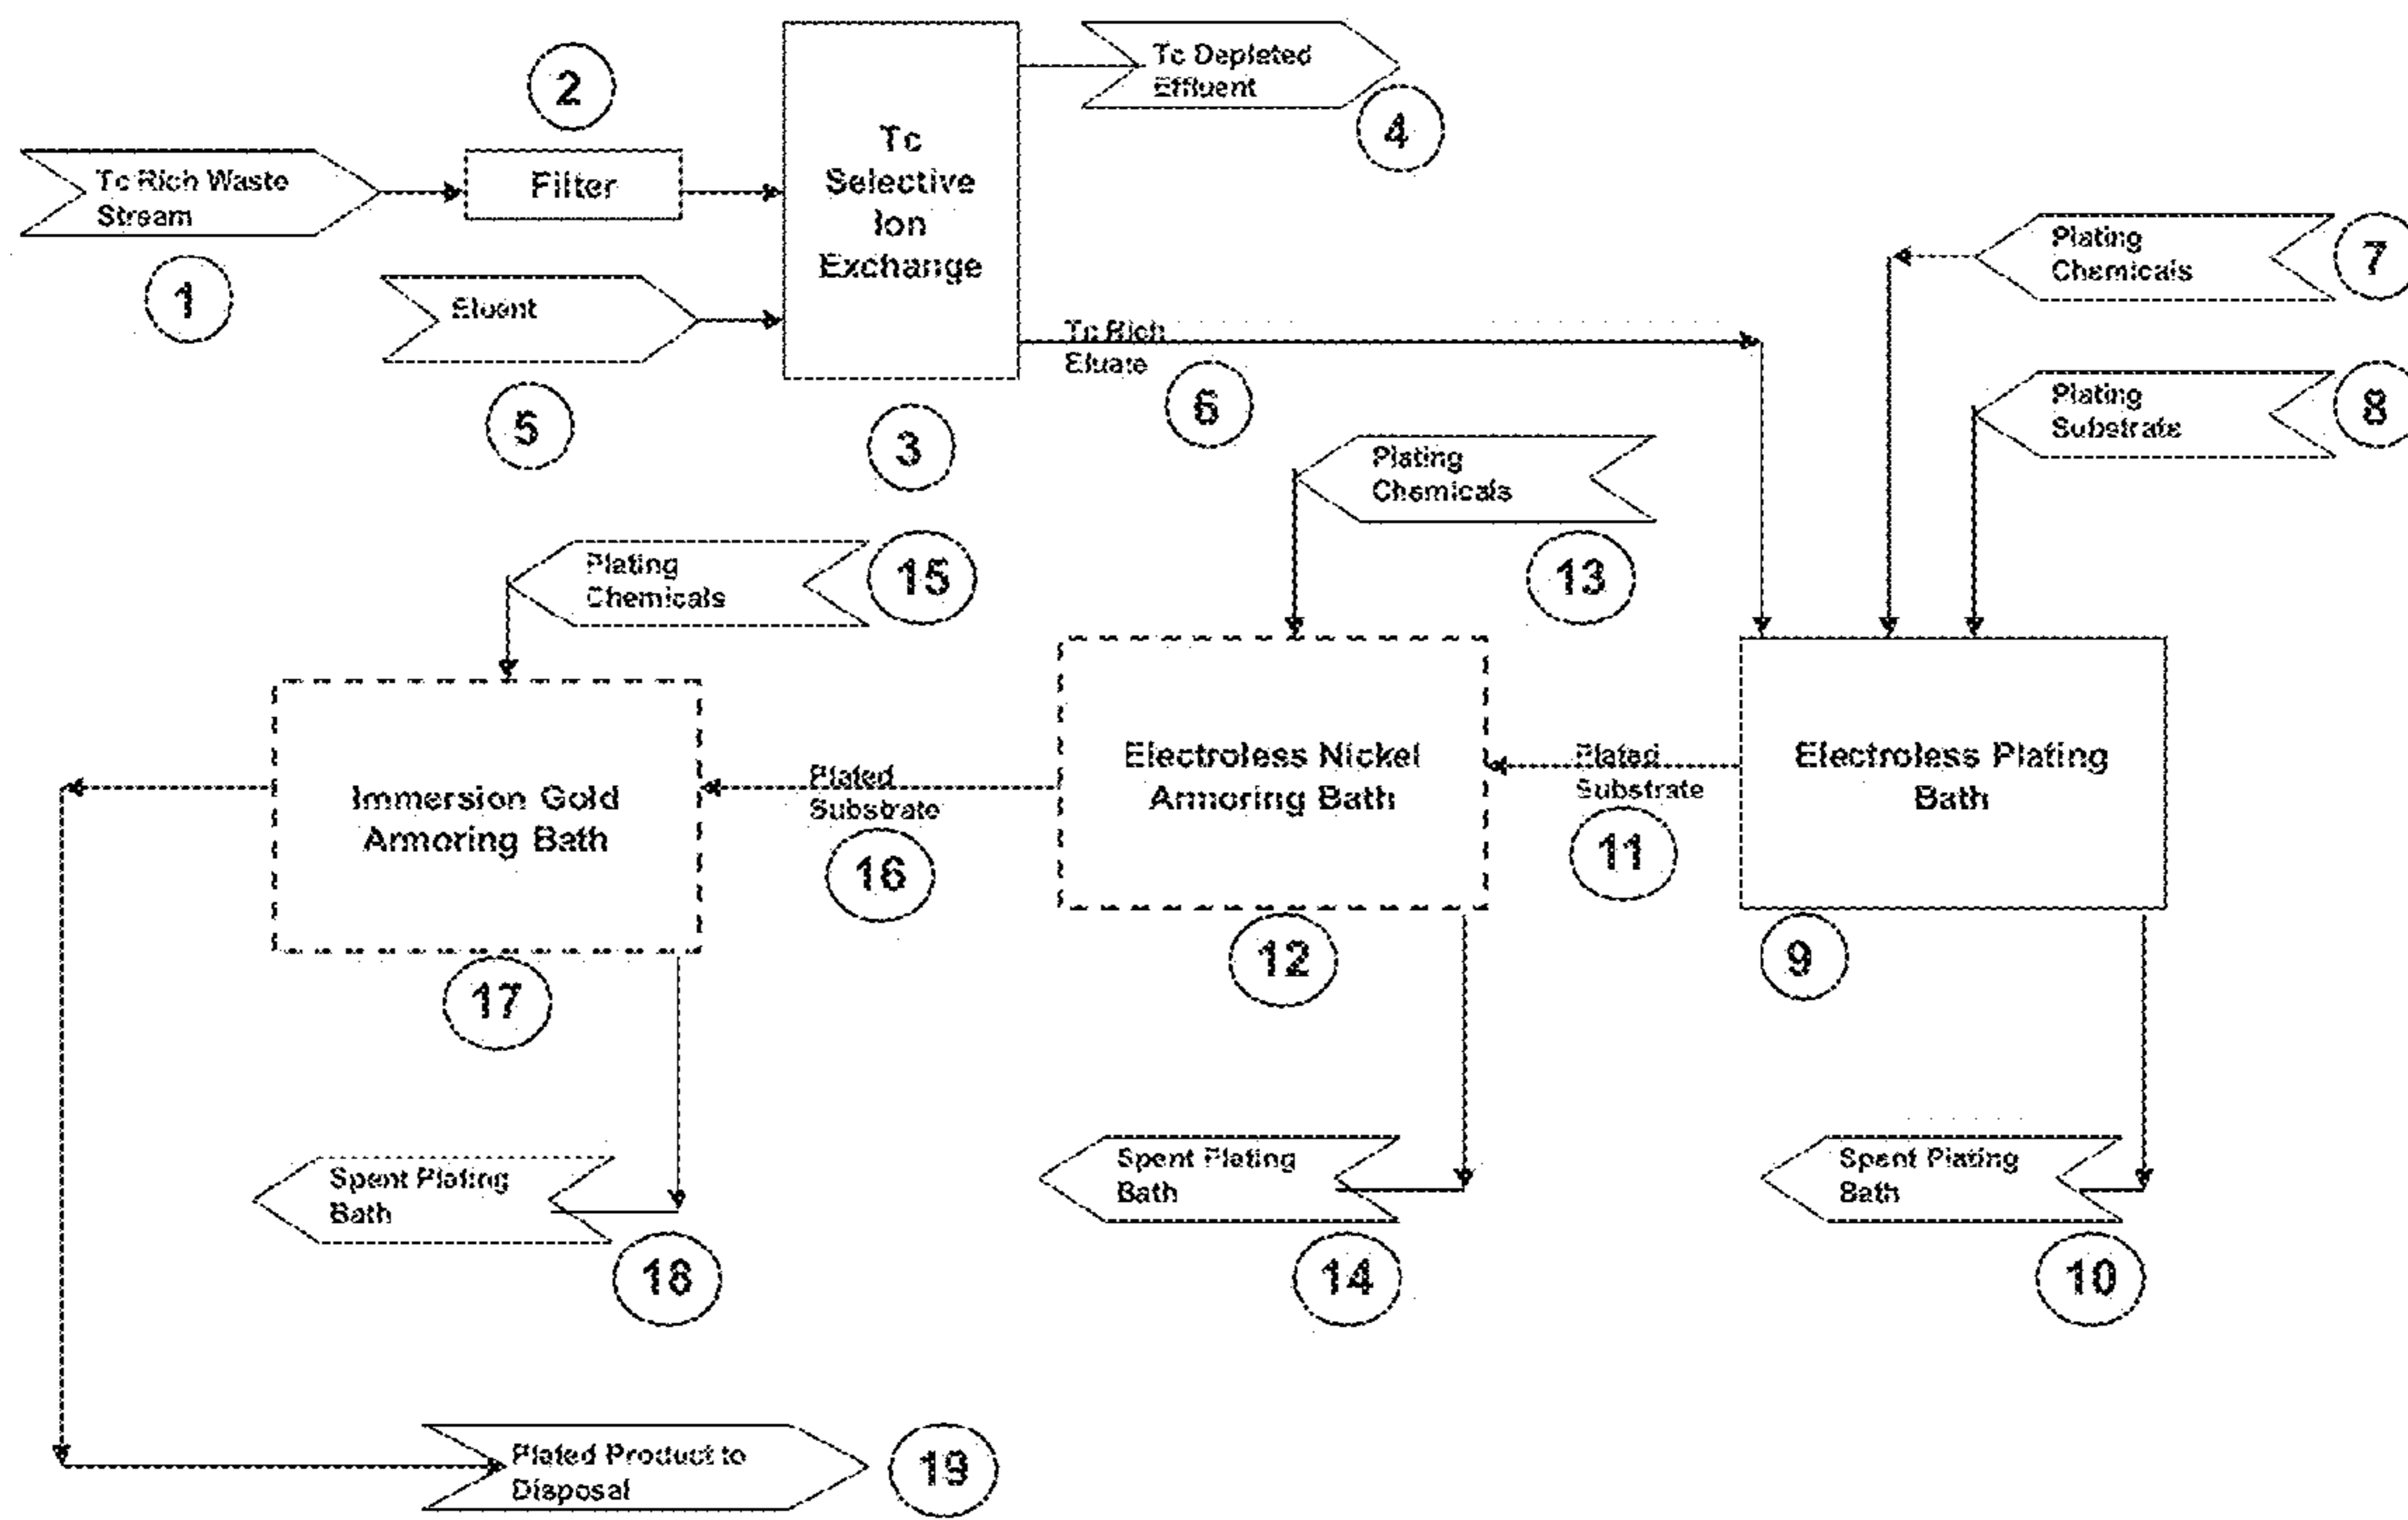 2
Tc Depleted
Effluent
4
Tc Rich Waste
Stream
1
Filter
Tc
Selective
Ion
Exchange
3
Eluent
5
Tc Rich
Eluate
6
Plating
Chemicals
7
Plating
Substrate
8
Plating
Chemicals
13
Plating
Chemicals
15
Immersion Gold
Armoring Bath
17
Plated
Substrate
16
Electroless Nickel
Armoring Bath
12
Plated
Substrate
11
Electroless Plating
Bath
9
Spent Plating
Bath
18
Spent Plating
Bath
14
Spent Plating
Bath
10
Plated Product to
Disposal
19